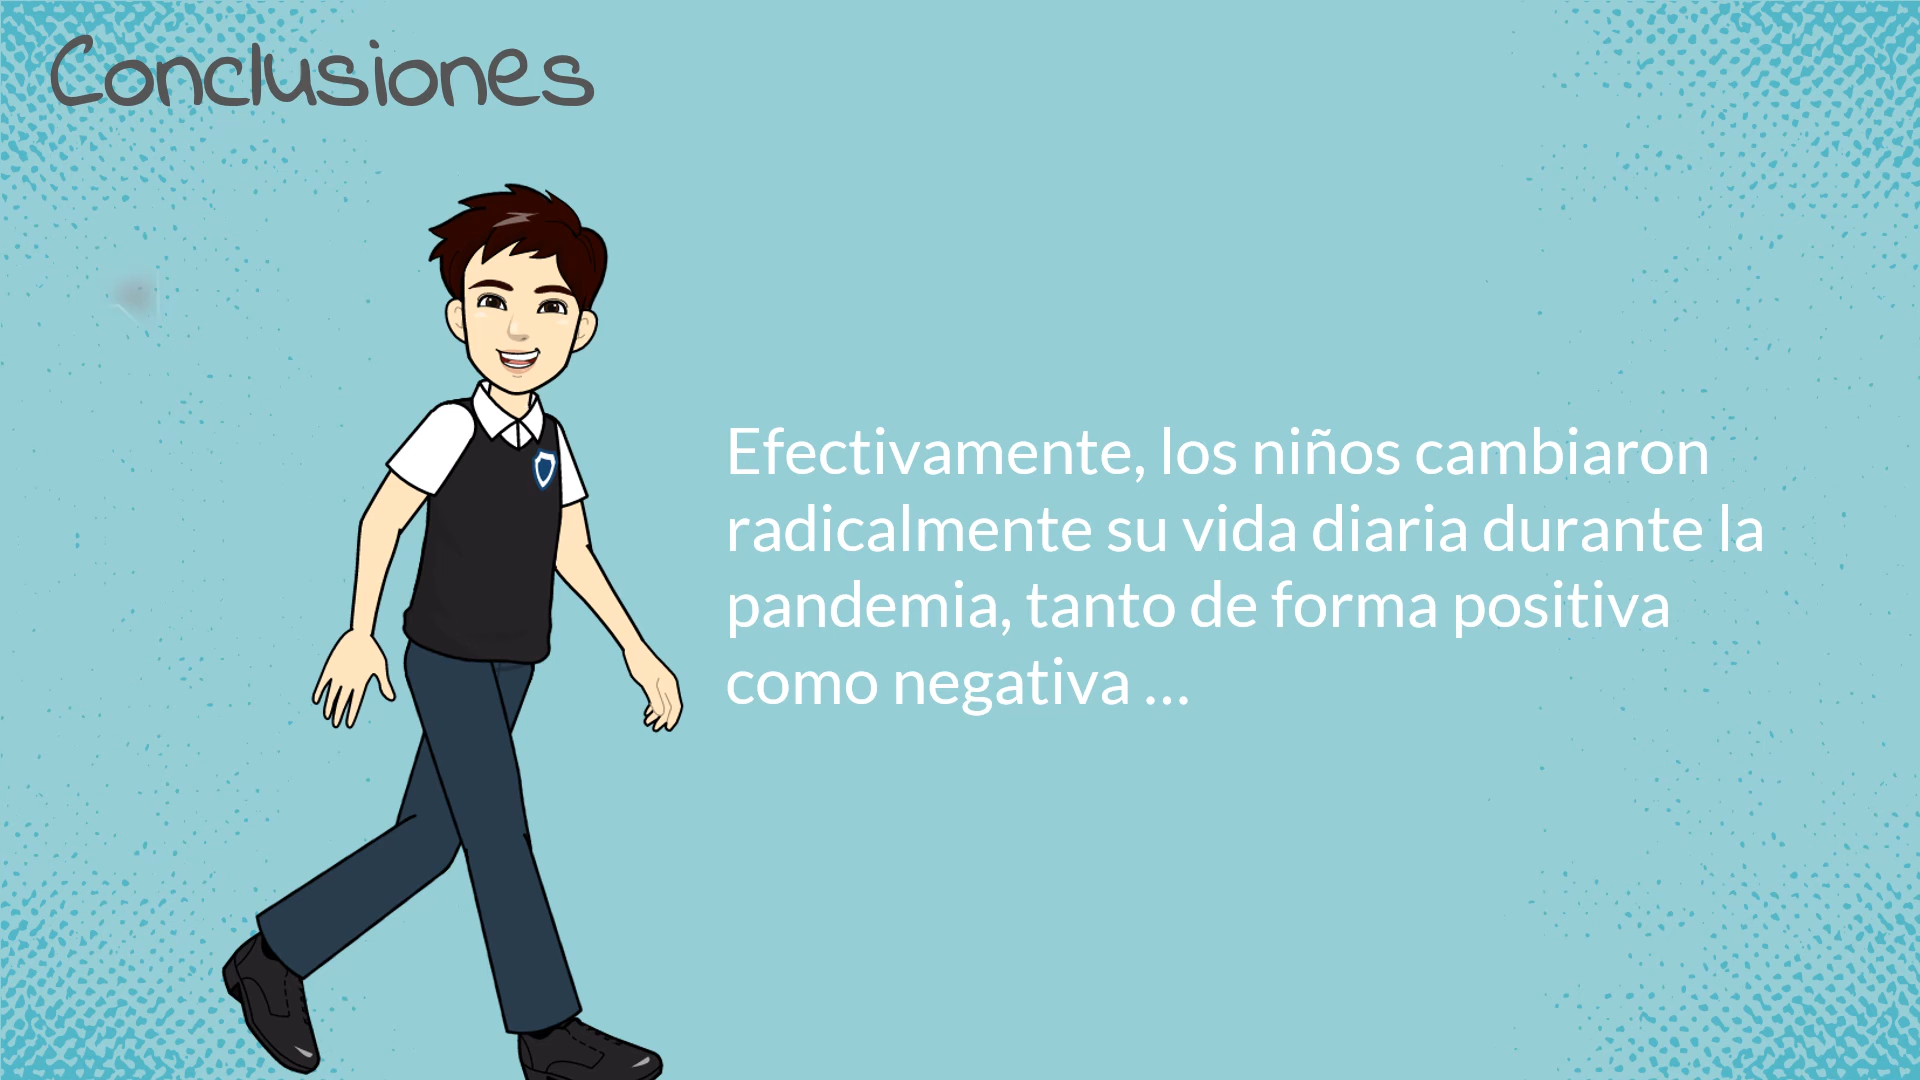 Conclusiones
Efectivamente, los niños cambiaron
radicalmente su vida diaria durante la
pandemia, tanto de forma positiva
como negativa ...